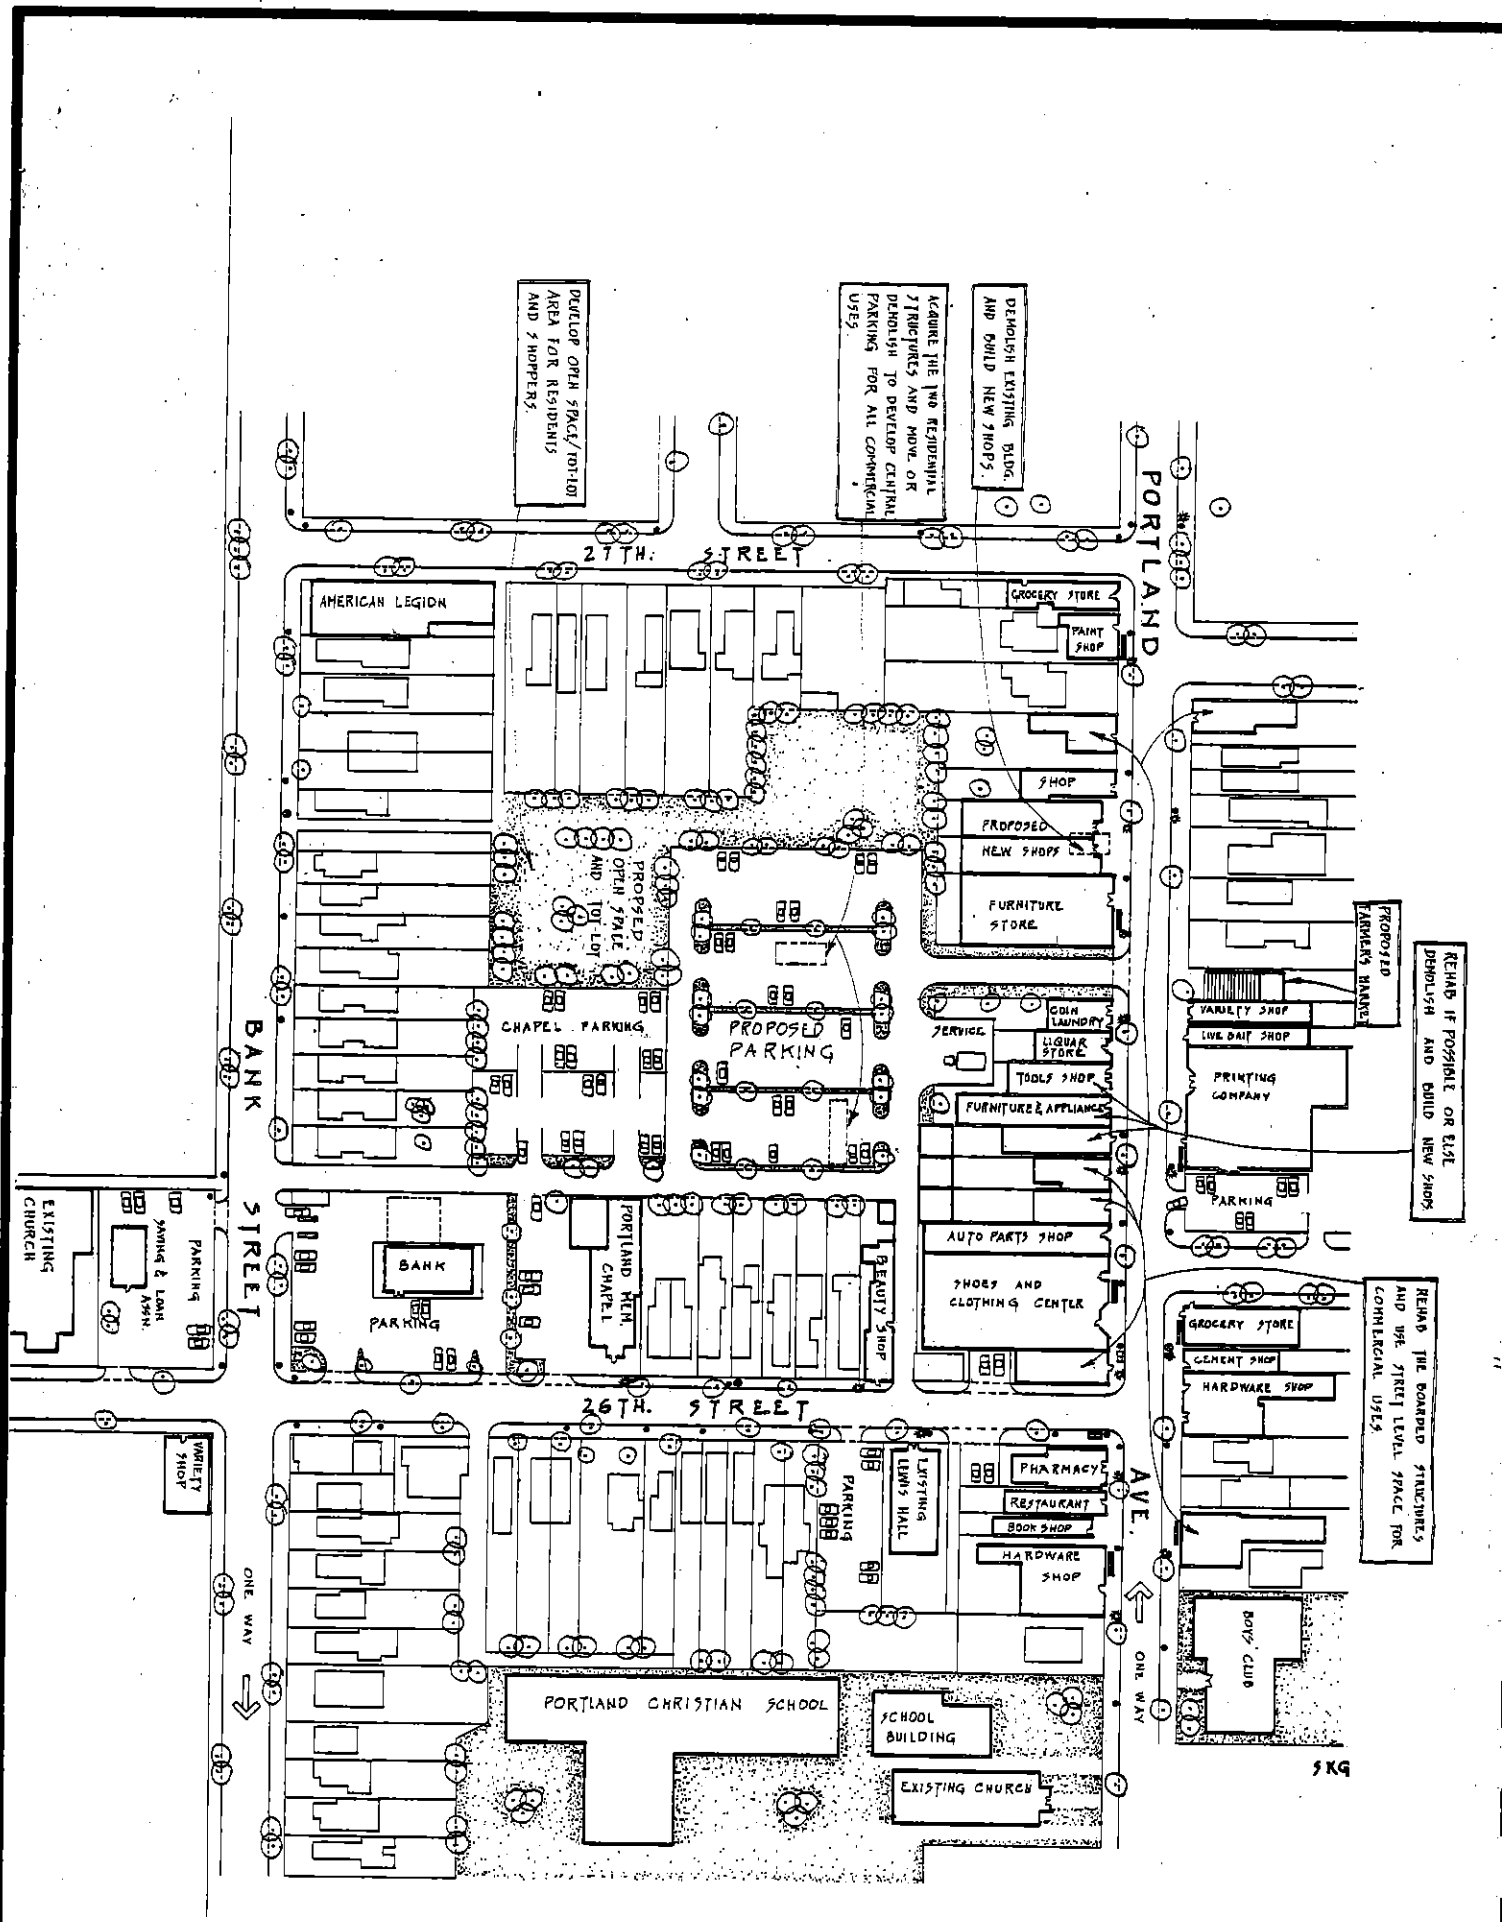 DEVELOP OPEN SPACE/TOT-LOT
AREA FOR RESIDENTS
AND SHOPPERS.
ACQUIRE THE TWO RESIDENTIAL
STRUCTURES AND MOVE OR
DEMOLISH TO DEVELOP CENTRAL
PARKING FOR ALL COMMERCIAL
USES.
DEMOLISH EXISTING BLDG.
AND BUILD NEW SHOPS.
PORTLAND
27TH. STREET
AMERICAN LEGION
GROCERY STORE
PAINT
SHOP
SHOP
PROPOSED
NEW SHOPS
FURNITURE
STORE
PROPSED
OPEN SPACE
AND TOT-LOT
PROPOSED
FARMERS MARKET
REHAB IF POSSIBLE OR ELSE
DEMOLISH AND BUILD NEW SHOPS.
VARIETY SHOP
LIVE BAIT SHOP
PRINTING
COMPANY
PARKING
CHAPEL PARKING
PROPOSED
PARKING
SERVICE
COIN
LAUNDRY
LIQUAR
STORE
TOOLS SHOP
FURNITURE & APPLIANCE
AUTO PARTS SHOP
SHOES AND
CLOTHING CENTER
BANK STREET
EXISTING
CHURCH
SAVING & LOAN
ASSN.
PARKING
BANK
PARKING
PORTLAND MEM
CHAPEL
BEAUTY SHOP
REHAB THE BOARDED STRUCTURES
AND USE STREET LEVEL SPACE FOR
COMMERCIAL USES.
GROCERY STORE
CEMENT SHOP
HARDWARE SHOP
26TH. STREET
VARIETY
SHOP
PARKING
EXISTING
LEWIS HALL
PHARMACY
RESTAURANT
BOOK SHOP
HARDWARE
SHOP
AVE.
ONE WAY
ONE WAY
BOYS' CLUB
PORTLAND CHRISTIAN SCHOOL
SCHOOL
BUILDING
EXISTING CHURCH
SKG